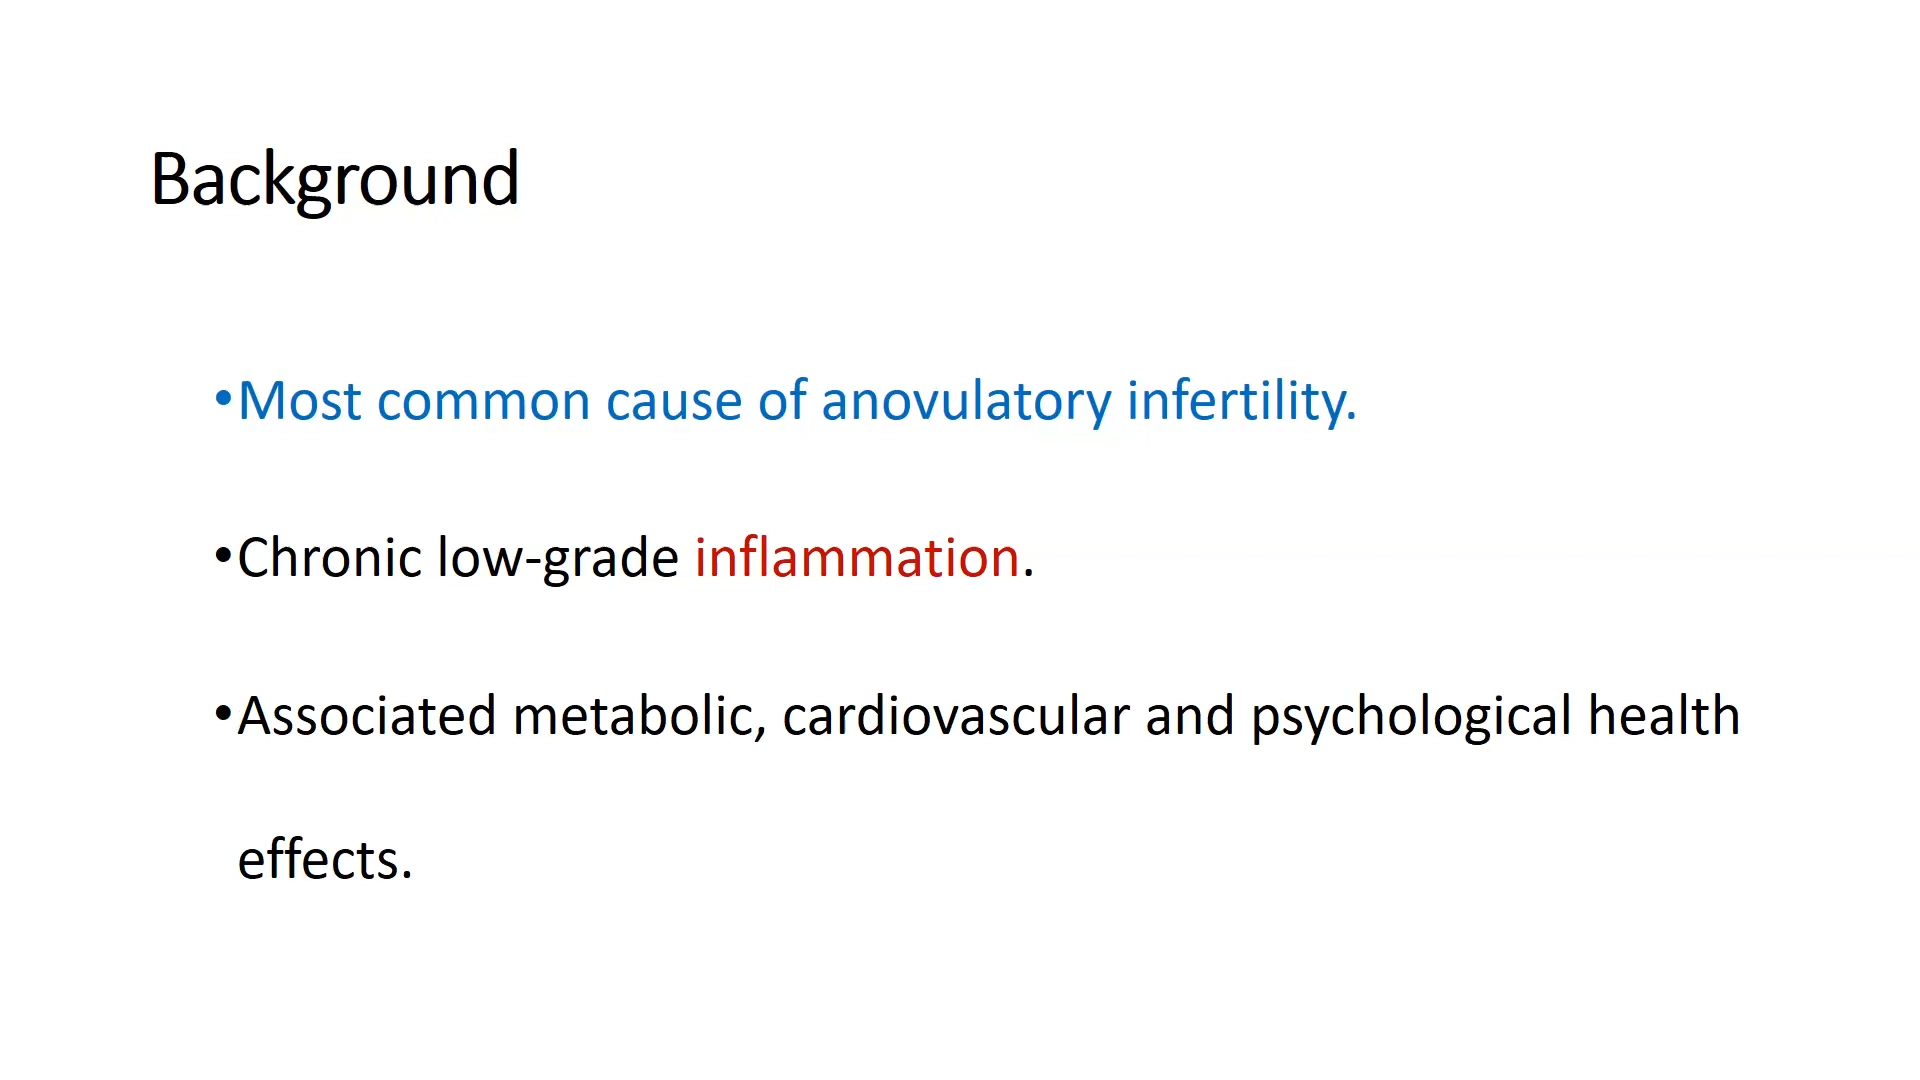 Background
•Most common cause of anovulatory infertility.
•Chronic low-grade inflammation.
•Associated metabolic, cardiovascular and psychological health
effects.